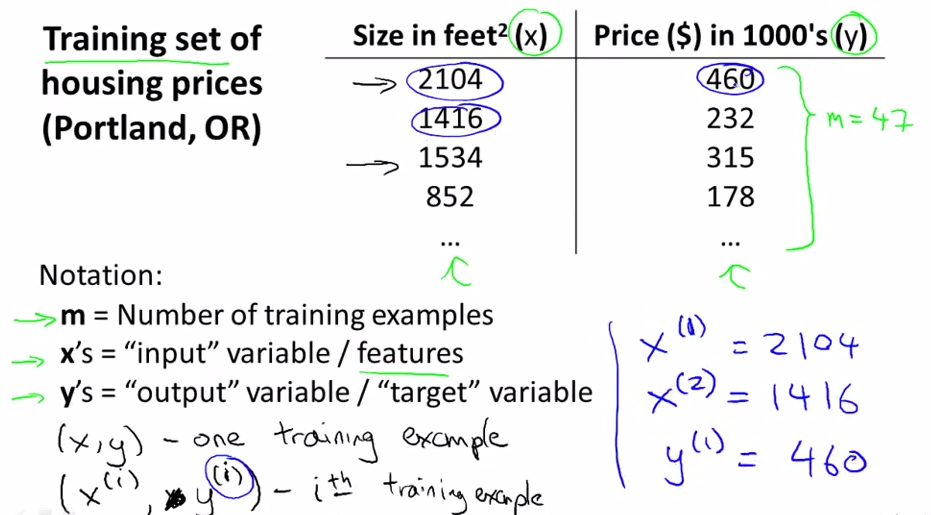 Training set of
housing prices
(Portland, OR)
Size in feet² (x) Price ($) in 1000's (y)
2104 460
1416 232
1534 315
852 178
... ...
m = 47
Notation:
m = Number of training examples
x's = “input” variable / features
y's = “output” variable / “target” variable
(x,y) - one training example
(x^(i), y^(i)) - i^th training example
x^(1) = 2104
x^(2) = 1416
y^(1) = 460